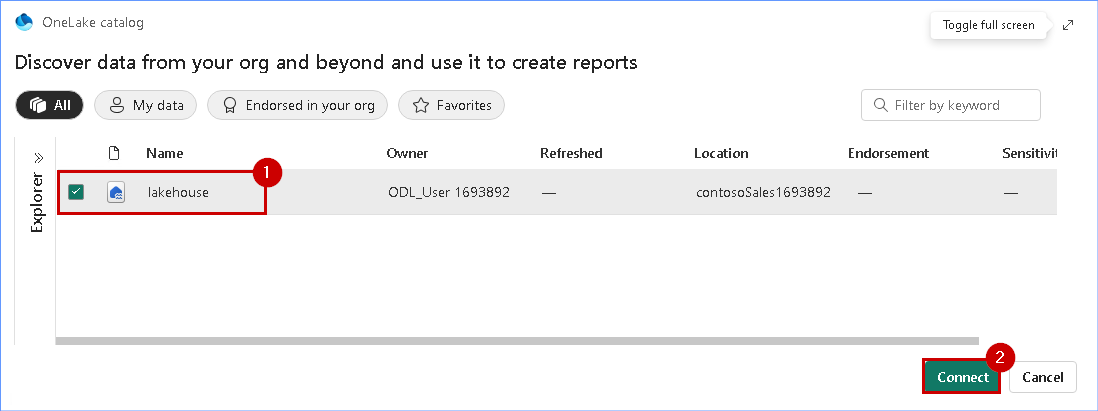 OneLake catalog
Toggle full screen
Discover data from your org and beyond and use it to create reports
All
My data
Endorsed in your org
Favorites
Filter by keyword
Explorer
Name
Owner
Refreshed
Location
Endorsement
Sensitivit
1
lakehouse
ODL_User 1693892
—
contosoSales1693892
—
—
2
Connect
Cancel